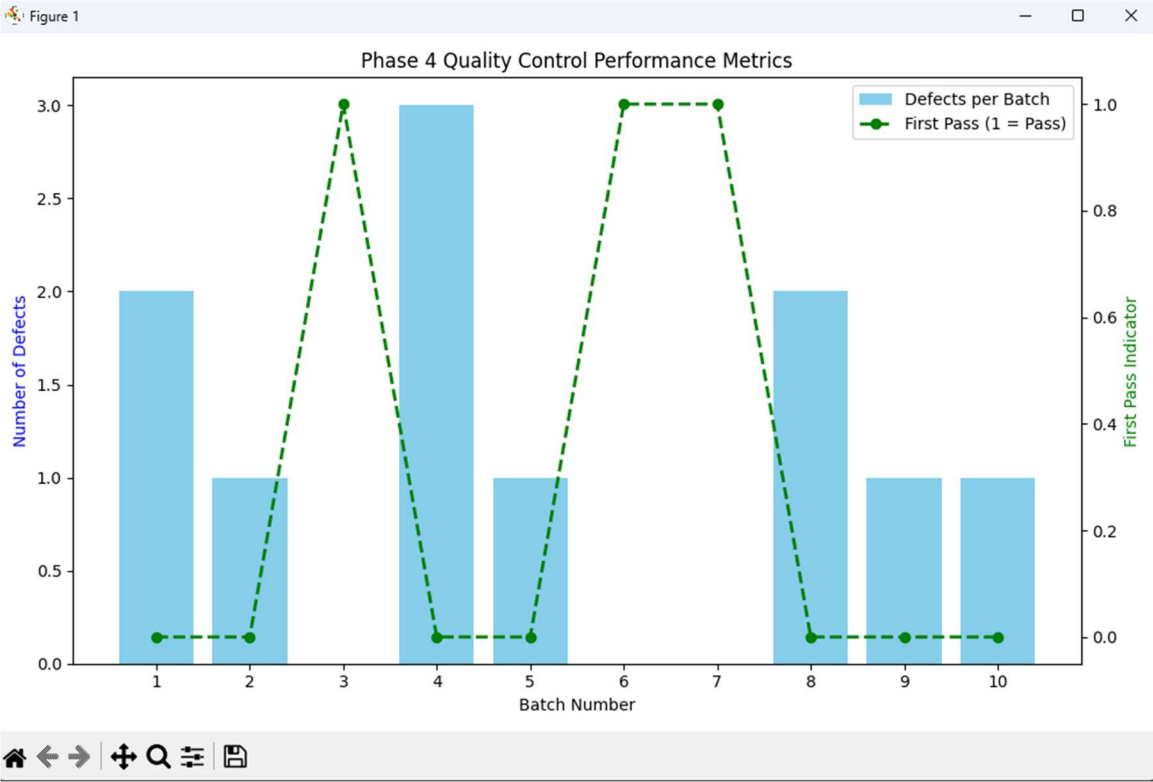 Figure 1
Phase 4 Quality Control Performance Metrics
Defects per Batch
First Pass (1 = Pass)
3.0
2.5
2.0
1.5
1.0
0.5
0.0
Number of Defects
1.0
0.8
0.6
0.4
0.2
0.0
First Pass Indicator
1 2 3 4 5 6 7 8 9 10
Batch Number